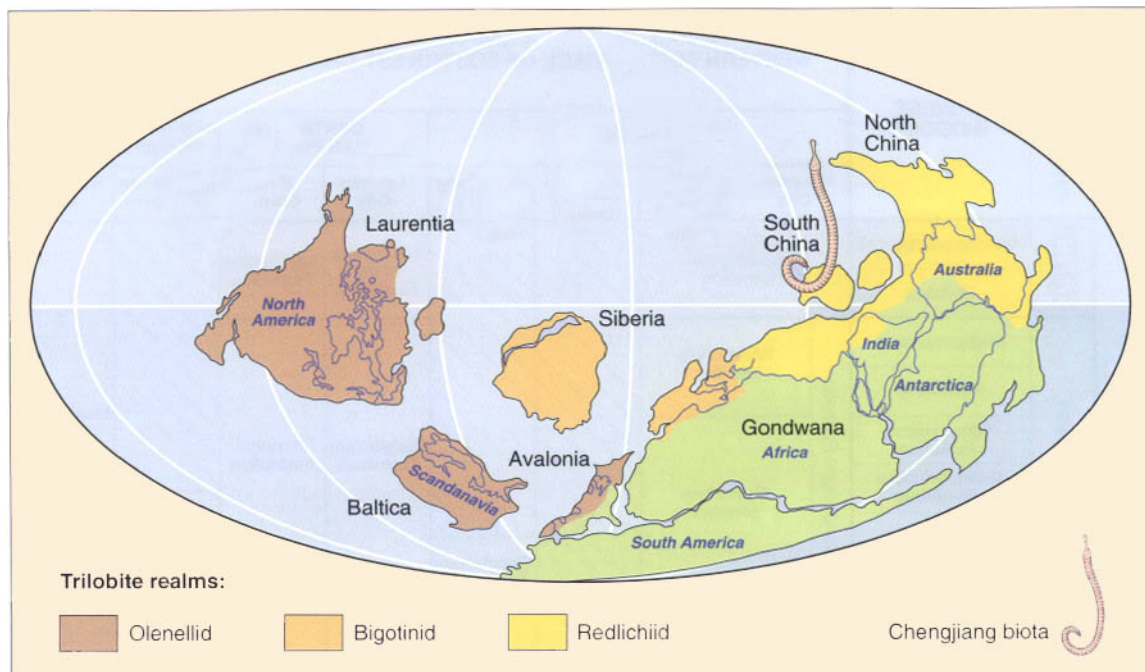 North
China
Laurentia
South
China
Australia
North
America
Siberia
India
Antarctica
Gondwana
Africa
Avalonia
Scandanavia
Baltica
South America
Trilobite realms:
Olenellid
Bigotinid
Redlichiid
Chengjiang biota